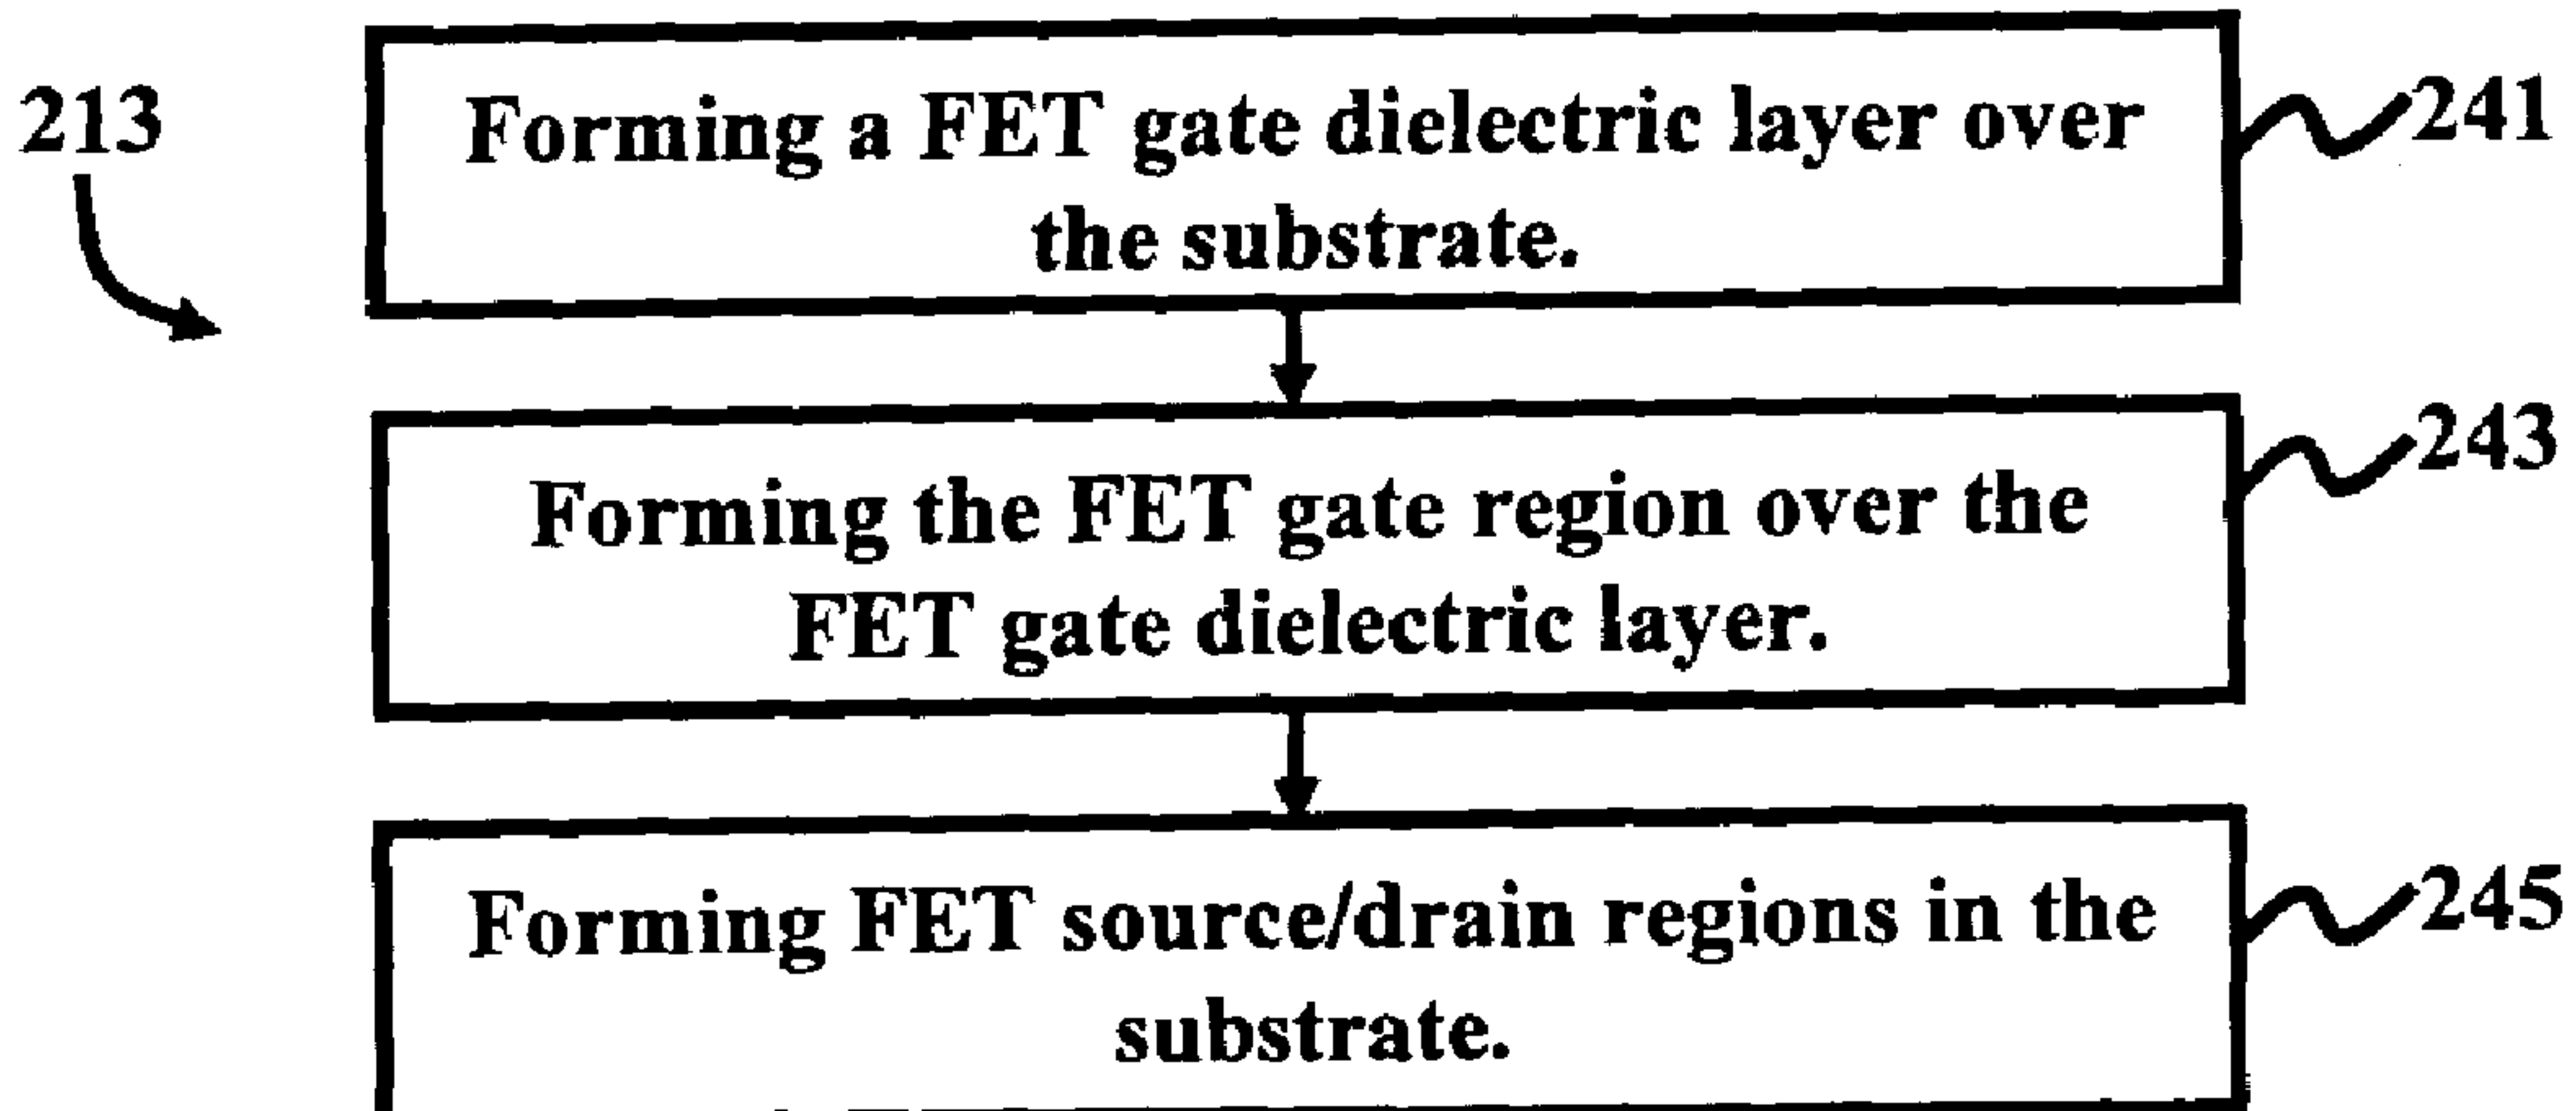 213
Forming a FET gate dielectric layer over
the substrate.
241
Forming the FET gate region over the
FET gate dielectric layer.
243
Forming FET source/drain regions in the
substrate.
245